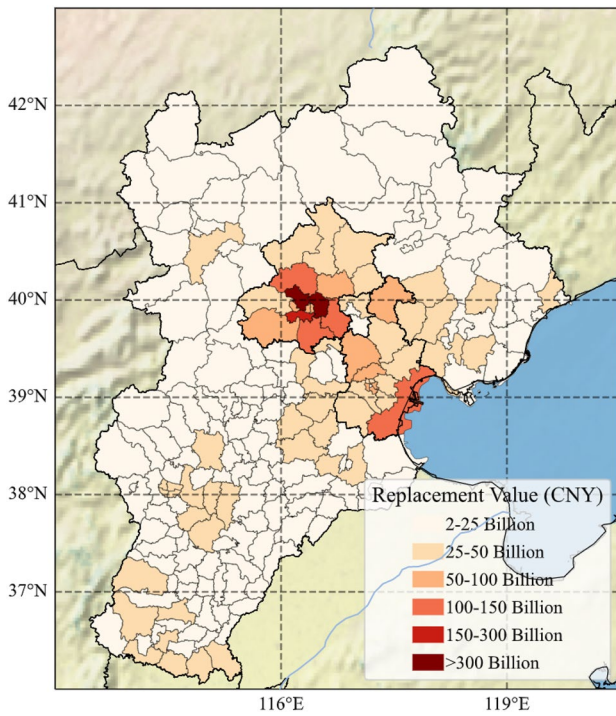 42°N
41°N
40°N
39°N
38°N
37°N
Replacement Value (CNY)
2-25 Billion
25-50 Billion
50-100 Billion
100-150 Billion
150-300 Billion
>300 Billion
116°E
119°E